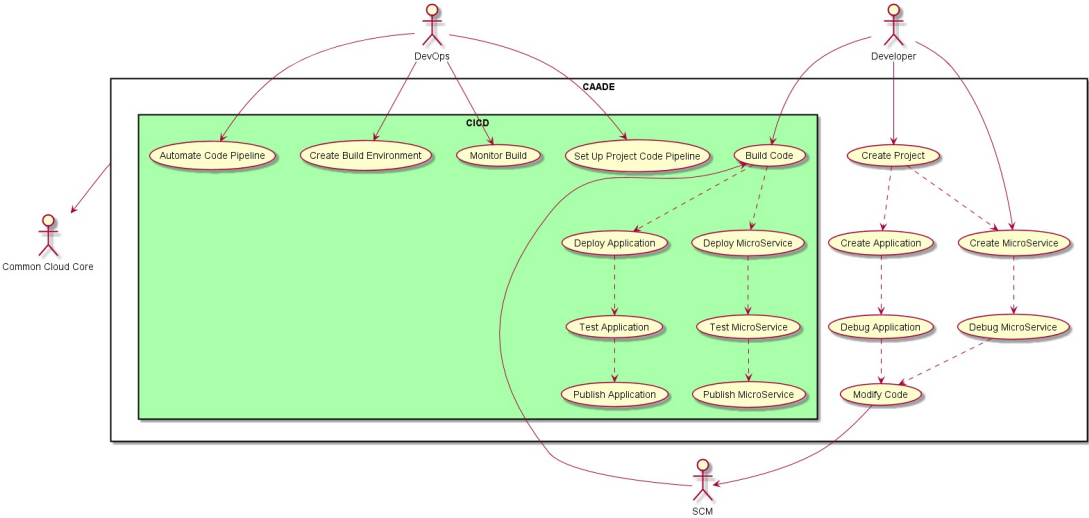 DevOps
Developer
CAADE
CICD
Automate Code Pipeline
Create Build Environment
Monitor Build
Set Up Project Code Pipeline
Build Code
Create Project
Deploy Application
Deploy MicroService
Create Application
Create MicroService
Common Cloud Core
Test Application
Test MicroService
Debug Application
Debug MicroService
Publish Application
Publish MicroService
Modify Code
SCM